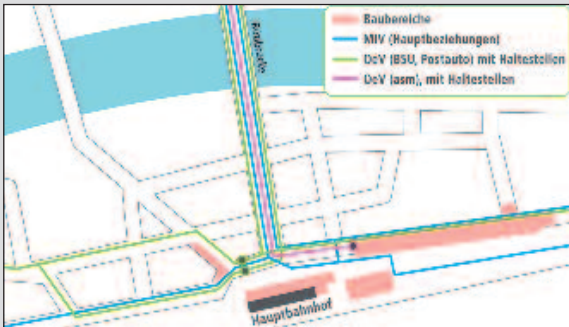 Baubereiche
MIV (Hauptbeziehungen)
OeV (BSU, Postauto) mit Haltestellen
OeV (asm), mit Haltestellen
Hauptbahnhof